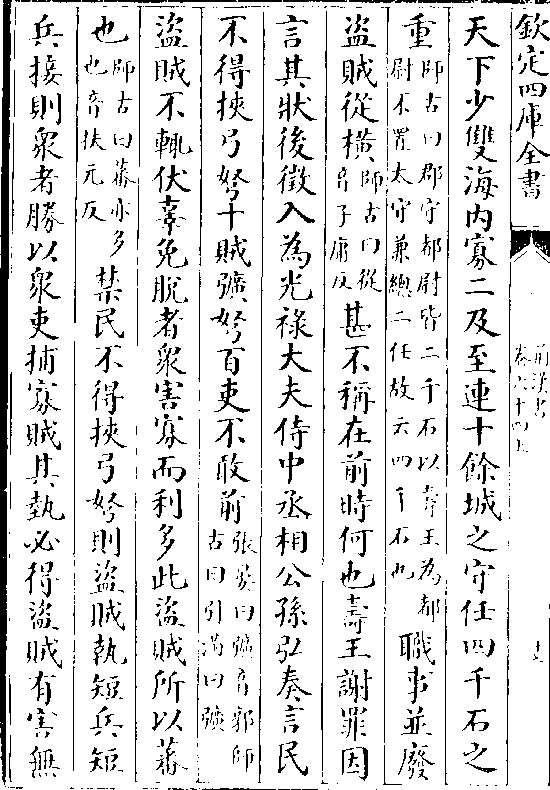 欽定四庫全書
前漢書
卷六十四上
天下少雙海内寡二及至連十餘城之守任四千石之
重師古曰郡守都尉皆二千石以壽王為都
尉不置太守兼總二任故云四千石也職事並廢
盜賊從横師古曰從
音子庸反甚不稱在前時何也壽王謝罪因
言其狀後徵入為光祿大夫侍中丞相公孫弘奏言民
不得挾弓弩十賊彍弩百吏不敢前張晏曰彍音郭師
古曰引滿曰彍
盜賊不輒伏辜免脫者衆害寡而利多此盜賊所以蕃
也師古曰蕃亦多
也音扶元反禁民不得挾弓弩則盜賊執短兵短
兵接則衆者勝以衆吏捕寡賊其埶必得盜賊有害無